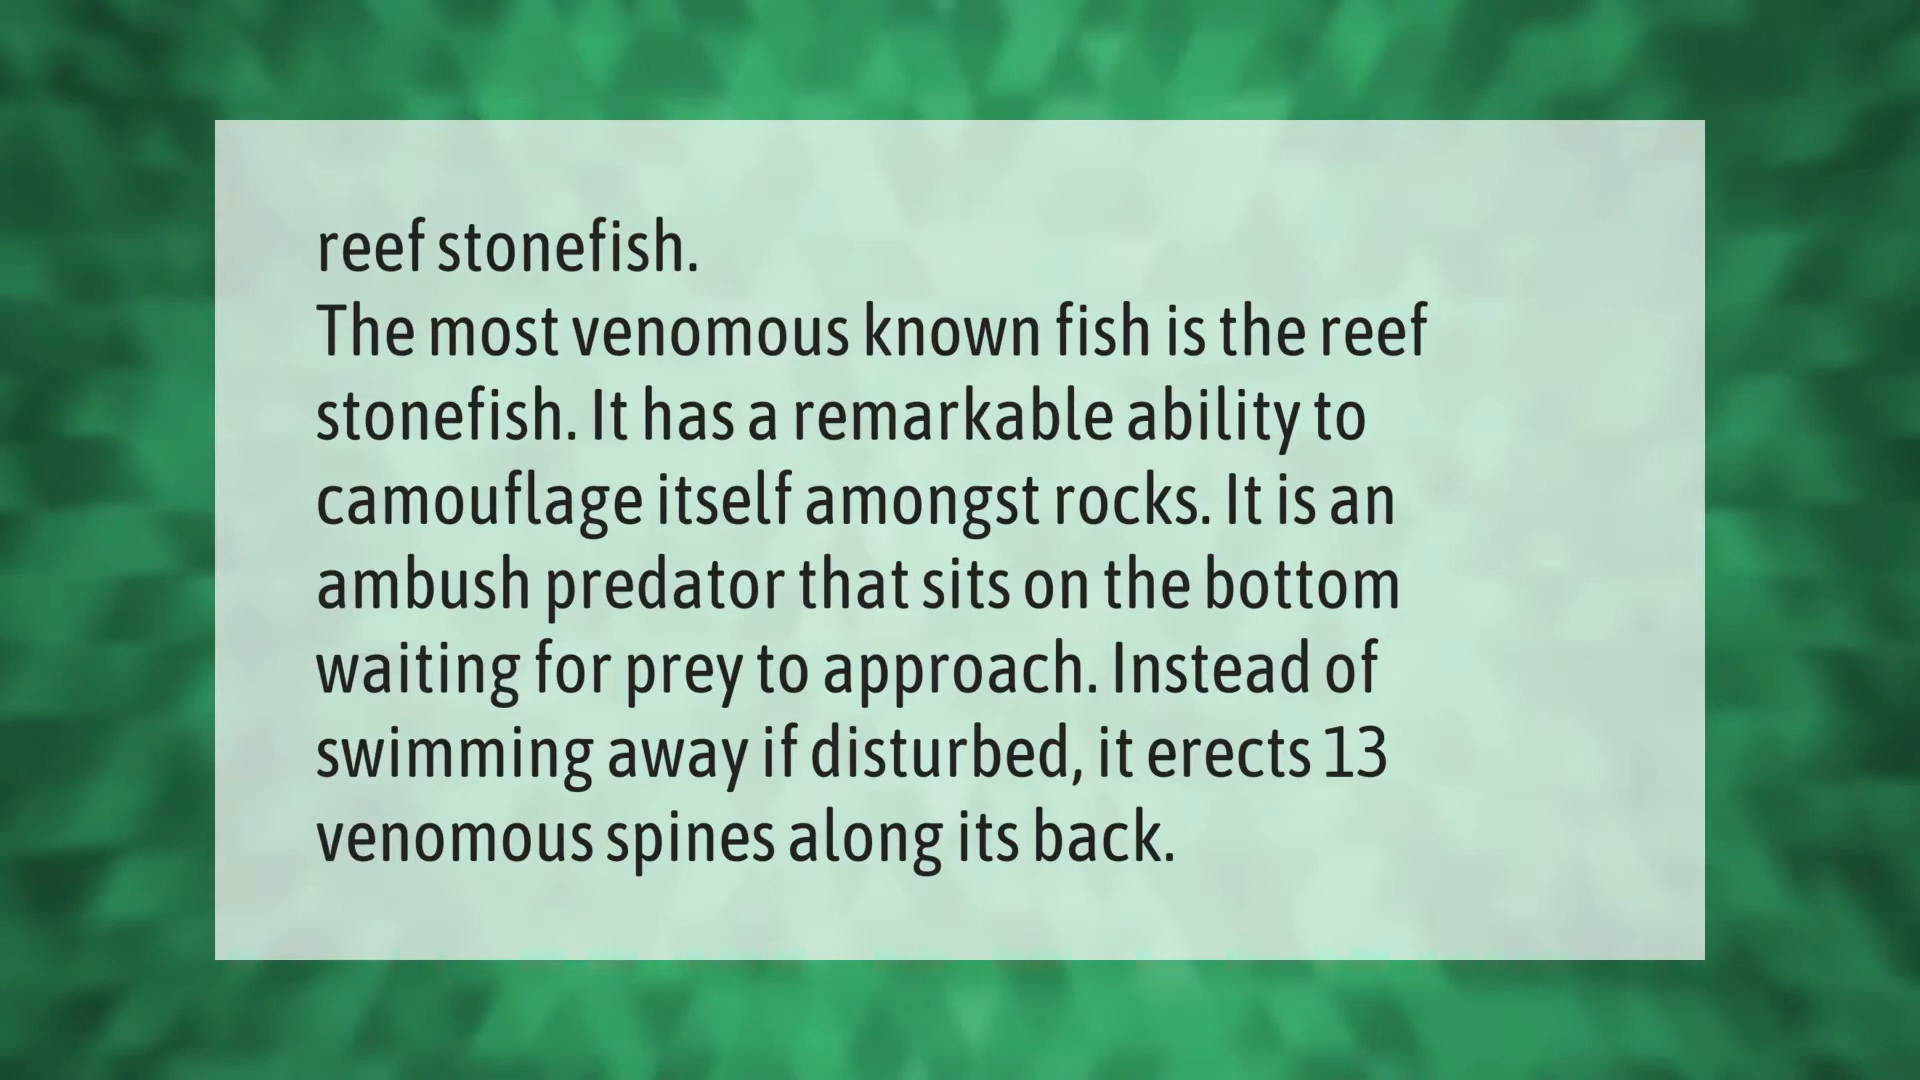 reef stonefish.
The most venomous known fish is the reef
stonefish. It has a remarkable ability to
camouflage itself amongst rocks. It is an
ambush predator that sits on the bottom
waiting for prey to approach. Instead of
swimming away if disturbed, it erects 13
venomous spines along its back.